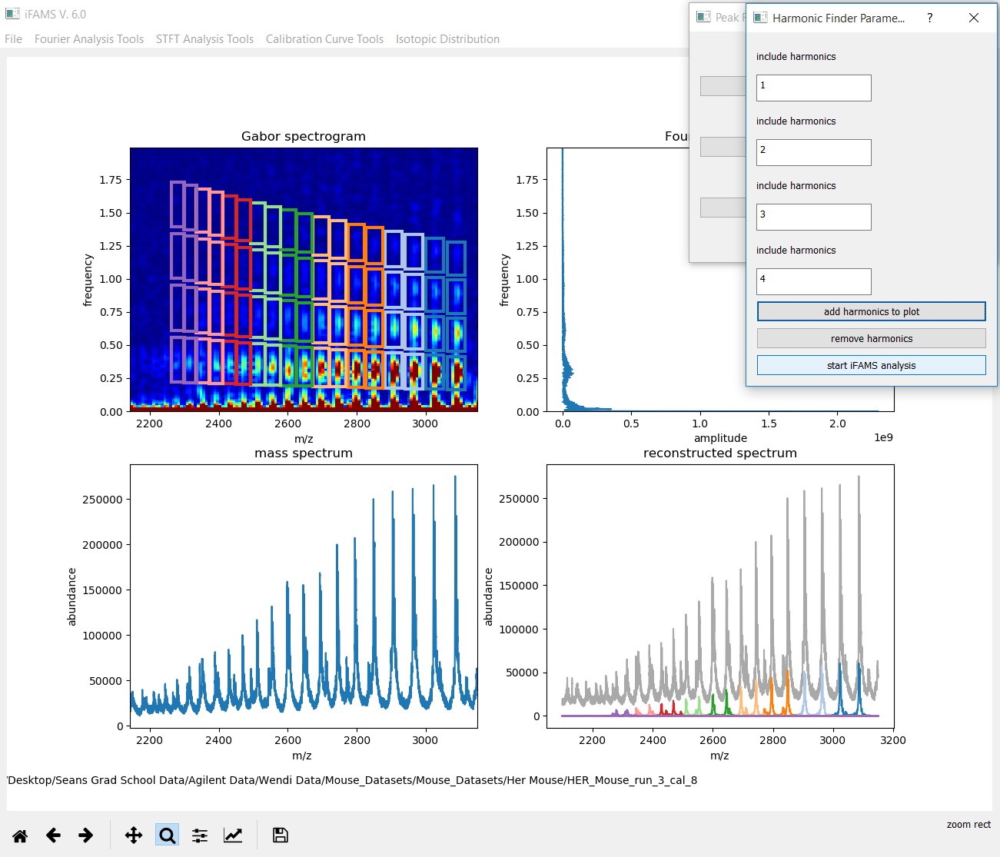 iFAMS V. 6.0
File Fourier Analysis Tools STFT Analysis Tools Calibration Curve Tools Isotopic Distribution
Peak F
Harmonic Finder Parame... ?
include harmonics
1
include harmonics
2
include harmonics
3
include harmonics
4
add harmonics to plot
remove harmonics
start iFAMS analysis
Gabor spectrogram
frequency
1.75
1.50
1.25
1.00
0.75
0.50
0.25
0.00
2200 2400 2600 2800 3000
m/z
Four
frequency
1.75
1.50
1.25
1.00
0.75
0.50
0.25
0.00
0.0 0.5 1.0 1.5 2.0
amplitude
1e9
mass spectrum
abundance
250000
200000
150000
100000
50000
0
2200 2400 2600 2800 3000
m/z
reconstructed spectrum
abundance
250000
200000
150000
100000
50000
0
2200 2400 2600 2800 3000 3200
m/z
/Desktop/Seans Grad School Data/Agilent Data/Wendi Data/Mouse_Datasets/Mouse_Datasets/Her Mouse/HER_Mouse_run_3_cal_8
zoom rect